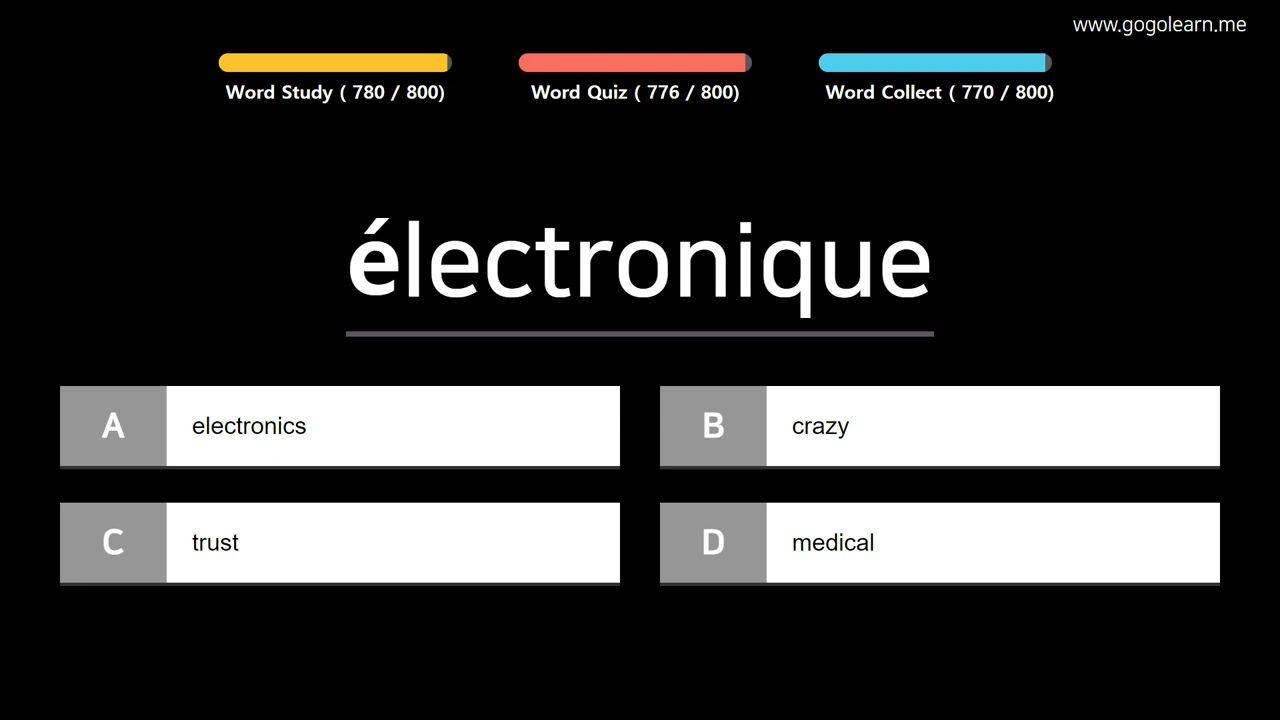 www.gogolearn.me
Word Study ( 780 / 800)
Word Quiz ( 776 / 800)
Word Collect ( 770 / 800)
électronique
A electronics
B crazy
C trust
D medical